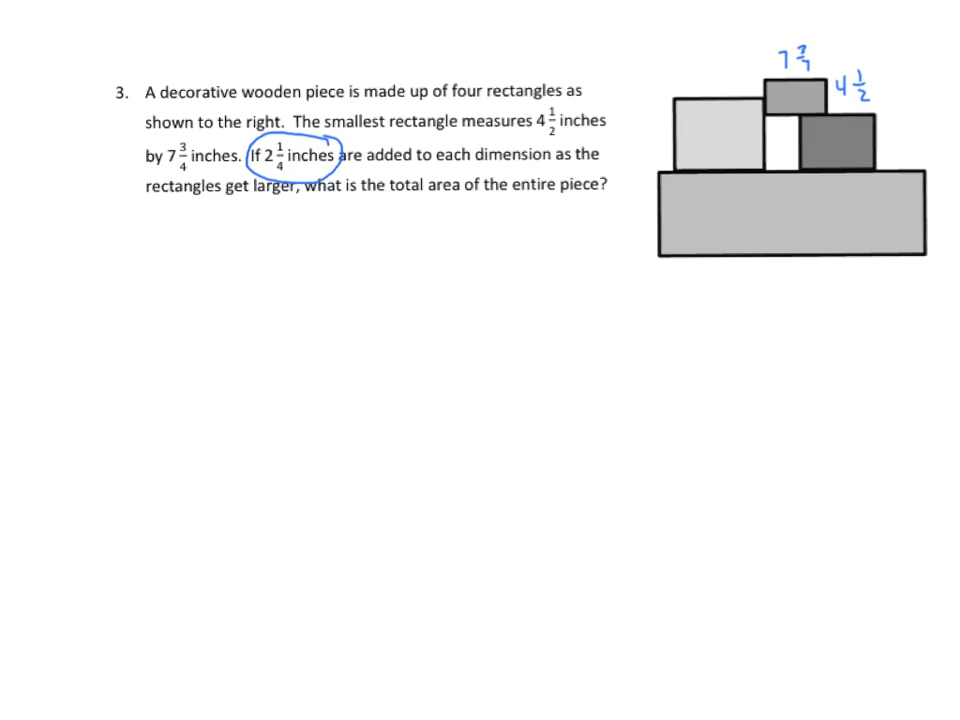 7 3/4
3. A decorative wooden piece is made up of four rectangles as
4 1/2
shown to the right. The smallest rectangle measures 4 1/2 inches
by 7 3/4 inches. If 2 1/4 inches are added to each dimension as the
rectangles get larger, what is the total area of the entire piece?